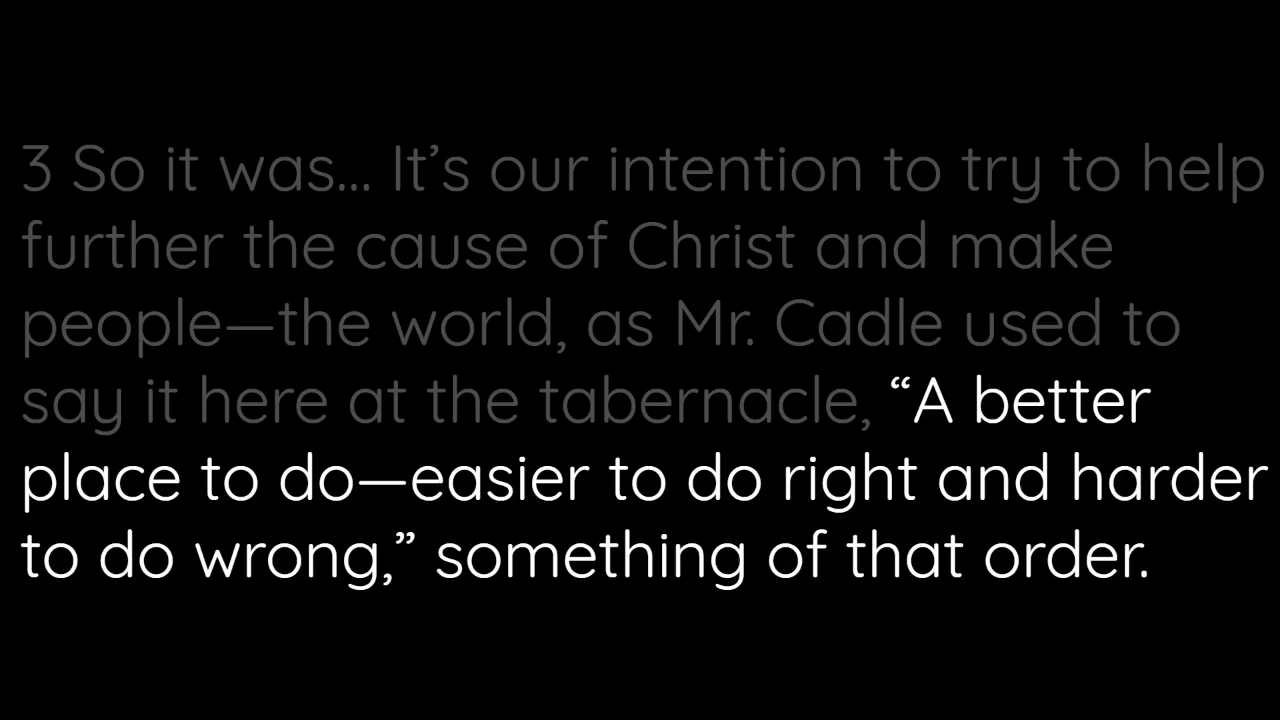 3 So it was... It’s our intention to try to help
further the cause of Christ and make
people—the world, as Mr. Cadle used to
say it here at the tabernacle, “A better
place to do—easier to do right and harder
to do wrong,” something of that order.